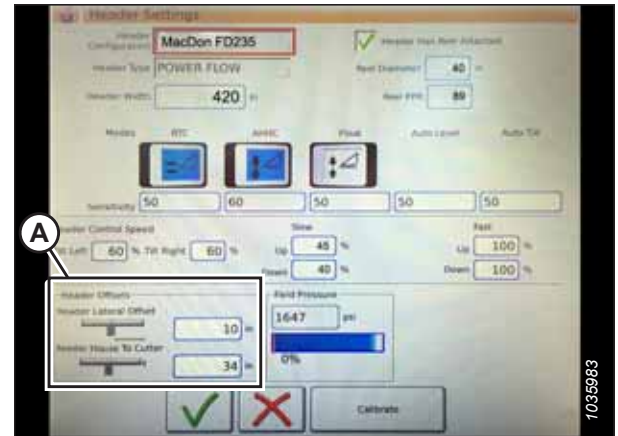 Header Settings
Header Configuration MacDon FD235 Header Has Reel Attached
Header Type POWER FLOW Reel Diameter 40 in
Header Width 420 in Reel PPR 89
Modes RTC AHHC Float Auto Level Auto Tilt
Sensitivity 50 60 50 50 50
Header Control Speed Slow Fast
Tilt Left 60 % Tilt Right 60 % Up 45 % Up 100 %
Down 40 % Down 100 %
A
Header Offsets Field Pressure
Header Lateral Offset 1647 psi
10 in
Feeder House To Cutter
34 in 0%
Calibrate
1035983